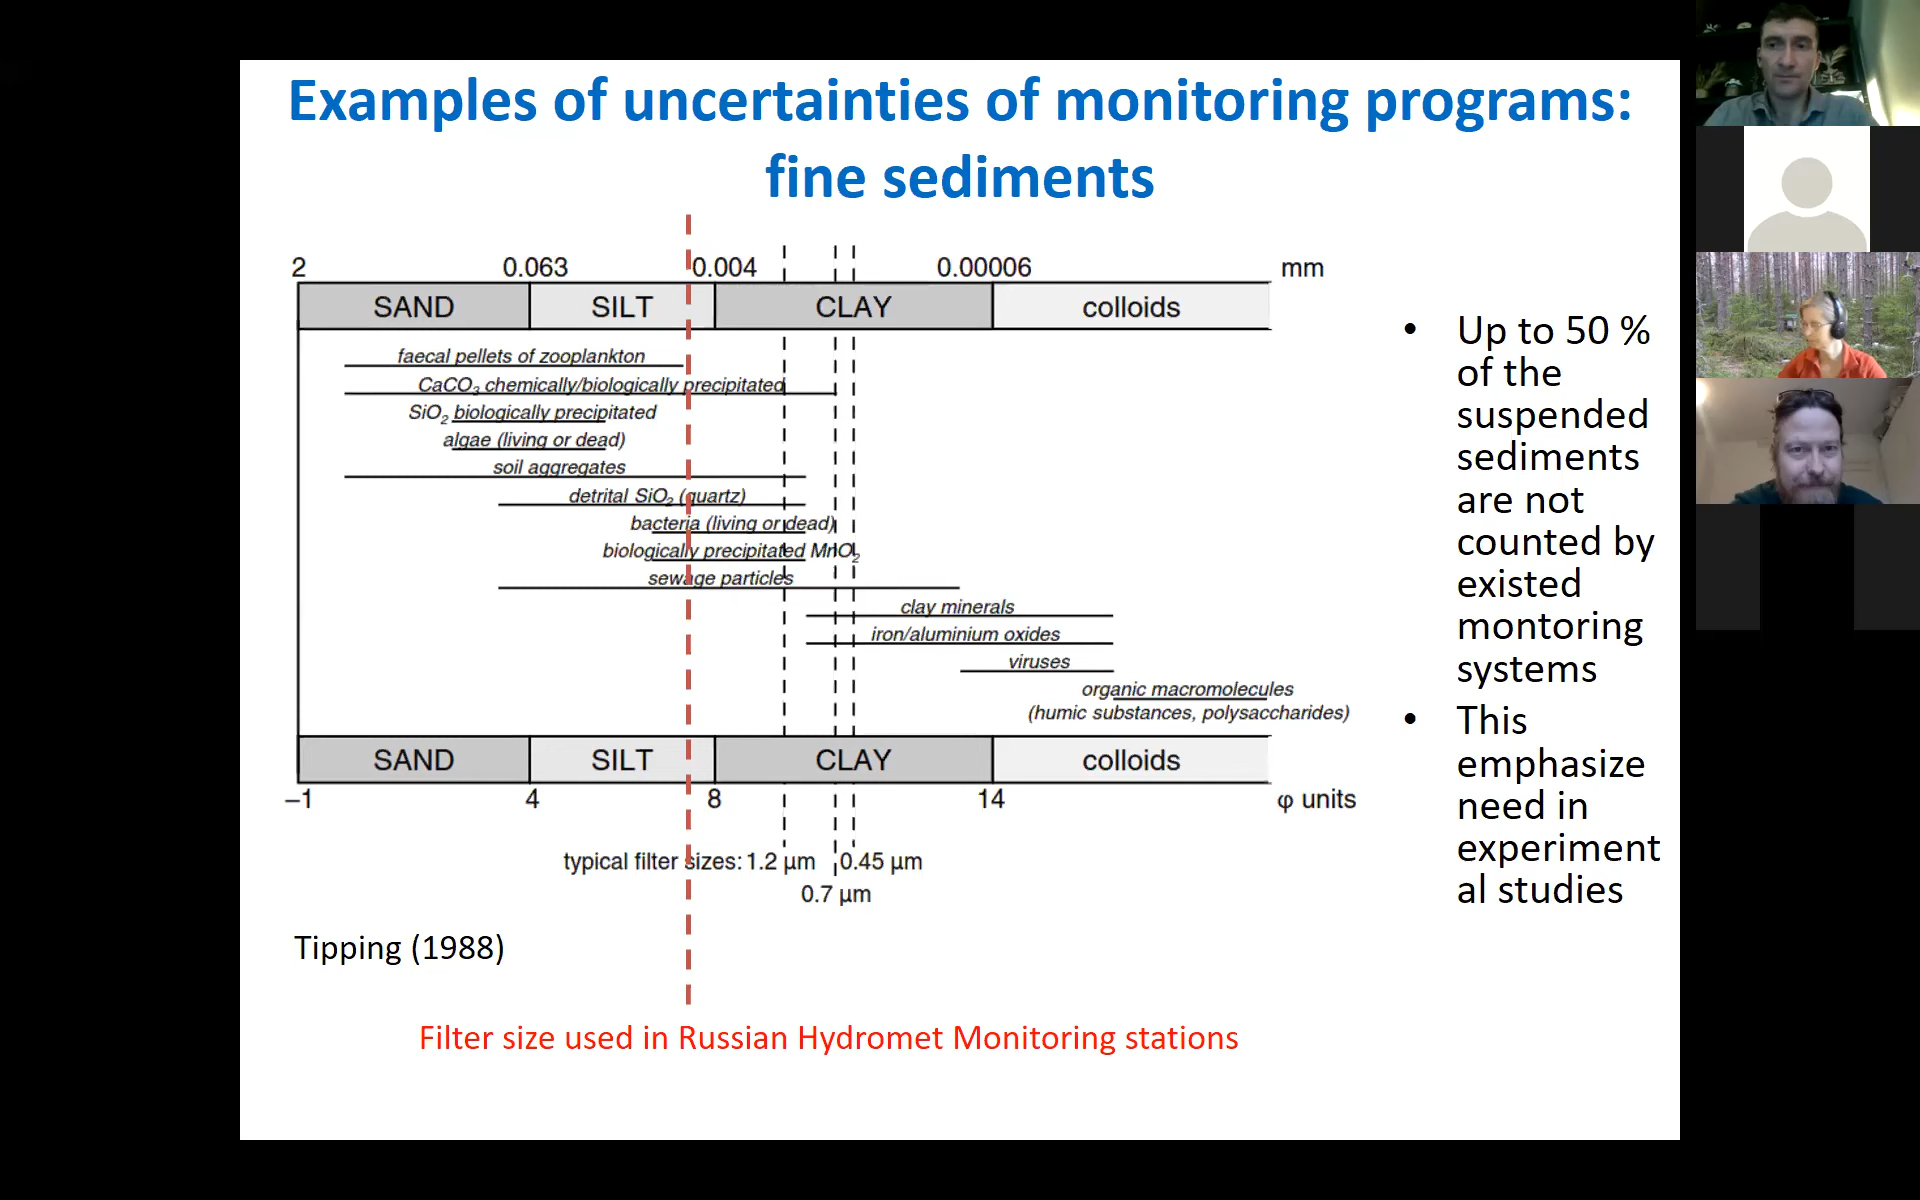 Examples of uncertainties of monitoring programs:
fine sediments
2 0.063 0.004 0.00006 mm
SAND SILT CLAY colloids
faecal pellets of zooplankton
CaCO₃ chemically/biologically precipitated
SiO₂ biologically precipitated
algae (living or dead)
soil aggregates
detrital SiO₂ (quartz)
bacteria (living or dead)
biologically precipitated MnO₂
sewage particles
clay minerals
iron/aluminium oxides
viruses
organic macromolecules
(humic substances, polysaccharides)
SAND SILT CLAY colloids
–1 4 8 14 φ units
typical filter sizes: 1.2 μm 0.45 μm
0.7 μm
Tipping (1988)
Filter size used in Russian Hydromet Monitoring stations
• Up to 50 %
of the
suspended
sediments
are not
counted by
existed
montoring
systems
• This
emphasize
need in
experiment
al studies